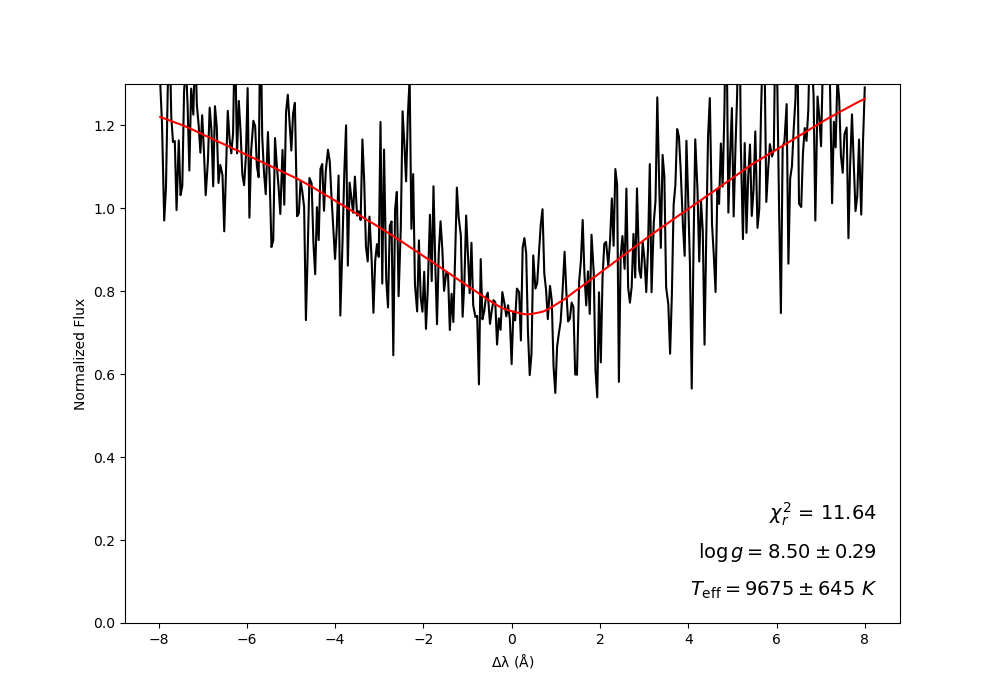 1.2
1.0
0.8
0.6
0.4
0.2
0.0
Normalized Flux
χ²ᵣ = 11.64
log g = 8.50 ± 0.29
T_eff = 9675 ± 645 K
−8 −6 −4 −2 0 2 4 6 8
Δλ (Å)